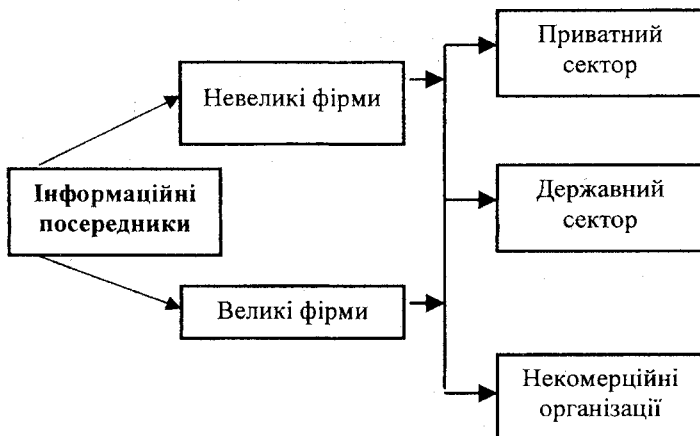 Інформаційні
посередники
Невеликі фірми
Великі фірми
Приватний
сектор
Державний
сектор
Некомерційні
організації